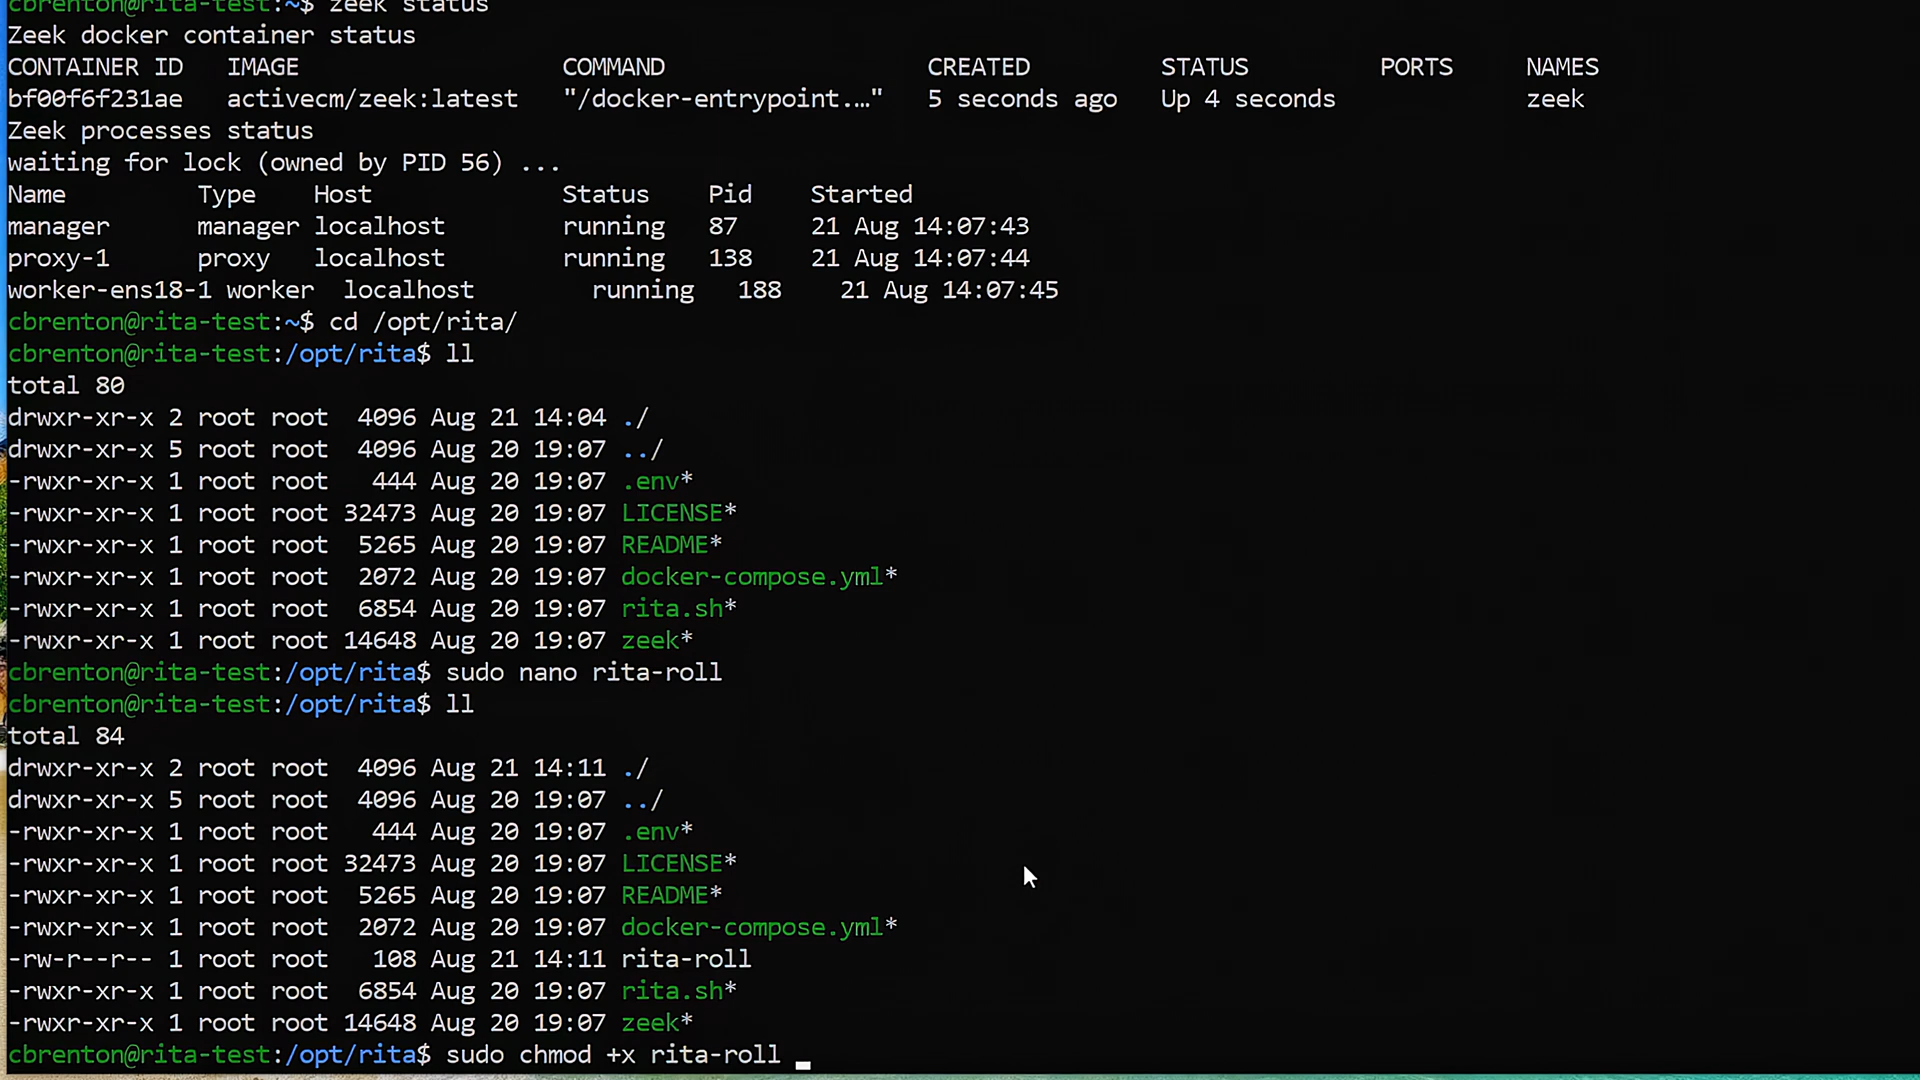 cbrenton@rita-test:~$ zeek status
Zeek docker container status
CONTAINER ID   IMAGE                  COMMAND                  CREATED         STATUS         PORTS     NAMES
bf00f6f231ae   activecm/zeek:latest   "/docker-entrypoint.…"   5 seconds ago   Up 4 seconds             zeek
Zeek processes status
waiting for lock (owned by PID 56) ...
Name           Type    Host             Status    Pid    Started
manager        manager localhost        running   87     21 Aug 14:07:43
proxy-1        proxy   localhost        running   138    21 Aug 14:07:44
worker-ens18-1 worker  localhost          running   188    21 Aug 14:07:45
cbrenton@rita-test:~$ cd /opt/rita/
cbrenton@rita-test:/opt/rita$ ll
total 80
drwxr-xr-x 2 root root  4096 Aug 21 14:04 ./
drwxr-xr-x 5 root root  4096 Aug 20 19:07 ../
-rwxr-xr-x 1 root root   444 Aug 20 19:07 .env*
-rwxr-xr-x 1 root root 32473 Aug 20 19:07 LICENSE*
-rwxr-xr-x 1 root root  5265 Aug 20 19:07 README*
-rwxr-xr-x 1 root root  2072 Aug 20 19:07 docker-compose.yml*
-rwxr-xr-x 1 root root  6854 Aug 20 19:07 rita.sh*
-rwxr-xr-x 1 root root 14648 Aug 20 19:07 zeek*
cbrenton@rita-test:/opt/rita$ sudo nano rita-roll
cbrenton@rita-test:/opt/rita$ ll
total 84
drwxr-xr-x 2 root root  4096 Aug 21 14:11 ./
drwxr-xr-x 5 root root  4096 Aug 20 19:07 ../
-rwxr-xr-x 1 root root   444 Aug 20 19:07 .env*
-rwxr-xr-x 1 root root 32473 Aug 20 19:07 LICENSE*
-rwxr-xr-x 1 root root  5265 Aug 20 19:07 README*
-rwxr-xr-x 1 root root  2072 Aug 20 19:07 docker-compose.yml*
-rw-r--r-- 1 root root   108 Aug 21 14:11 rita-roll
-rwxr-xr-x 1 root root  6854 Aug 20 19:07 rita.sh*
-rwxr-xr-x 1 root root 14648 Aug 20 19:07 zeek*
cbrenton@rita-test:/opt/rita$ sudo chmod +x rita-roll